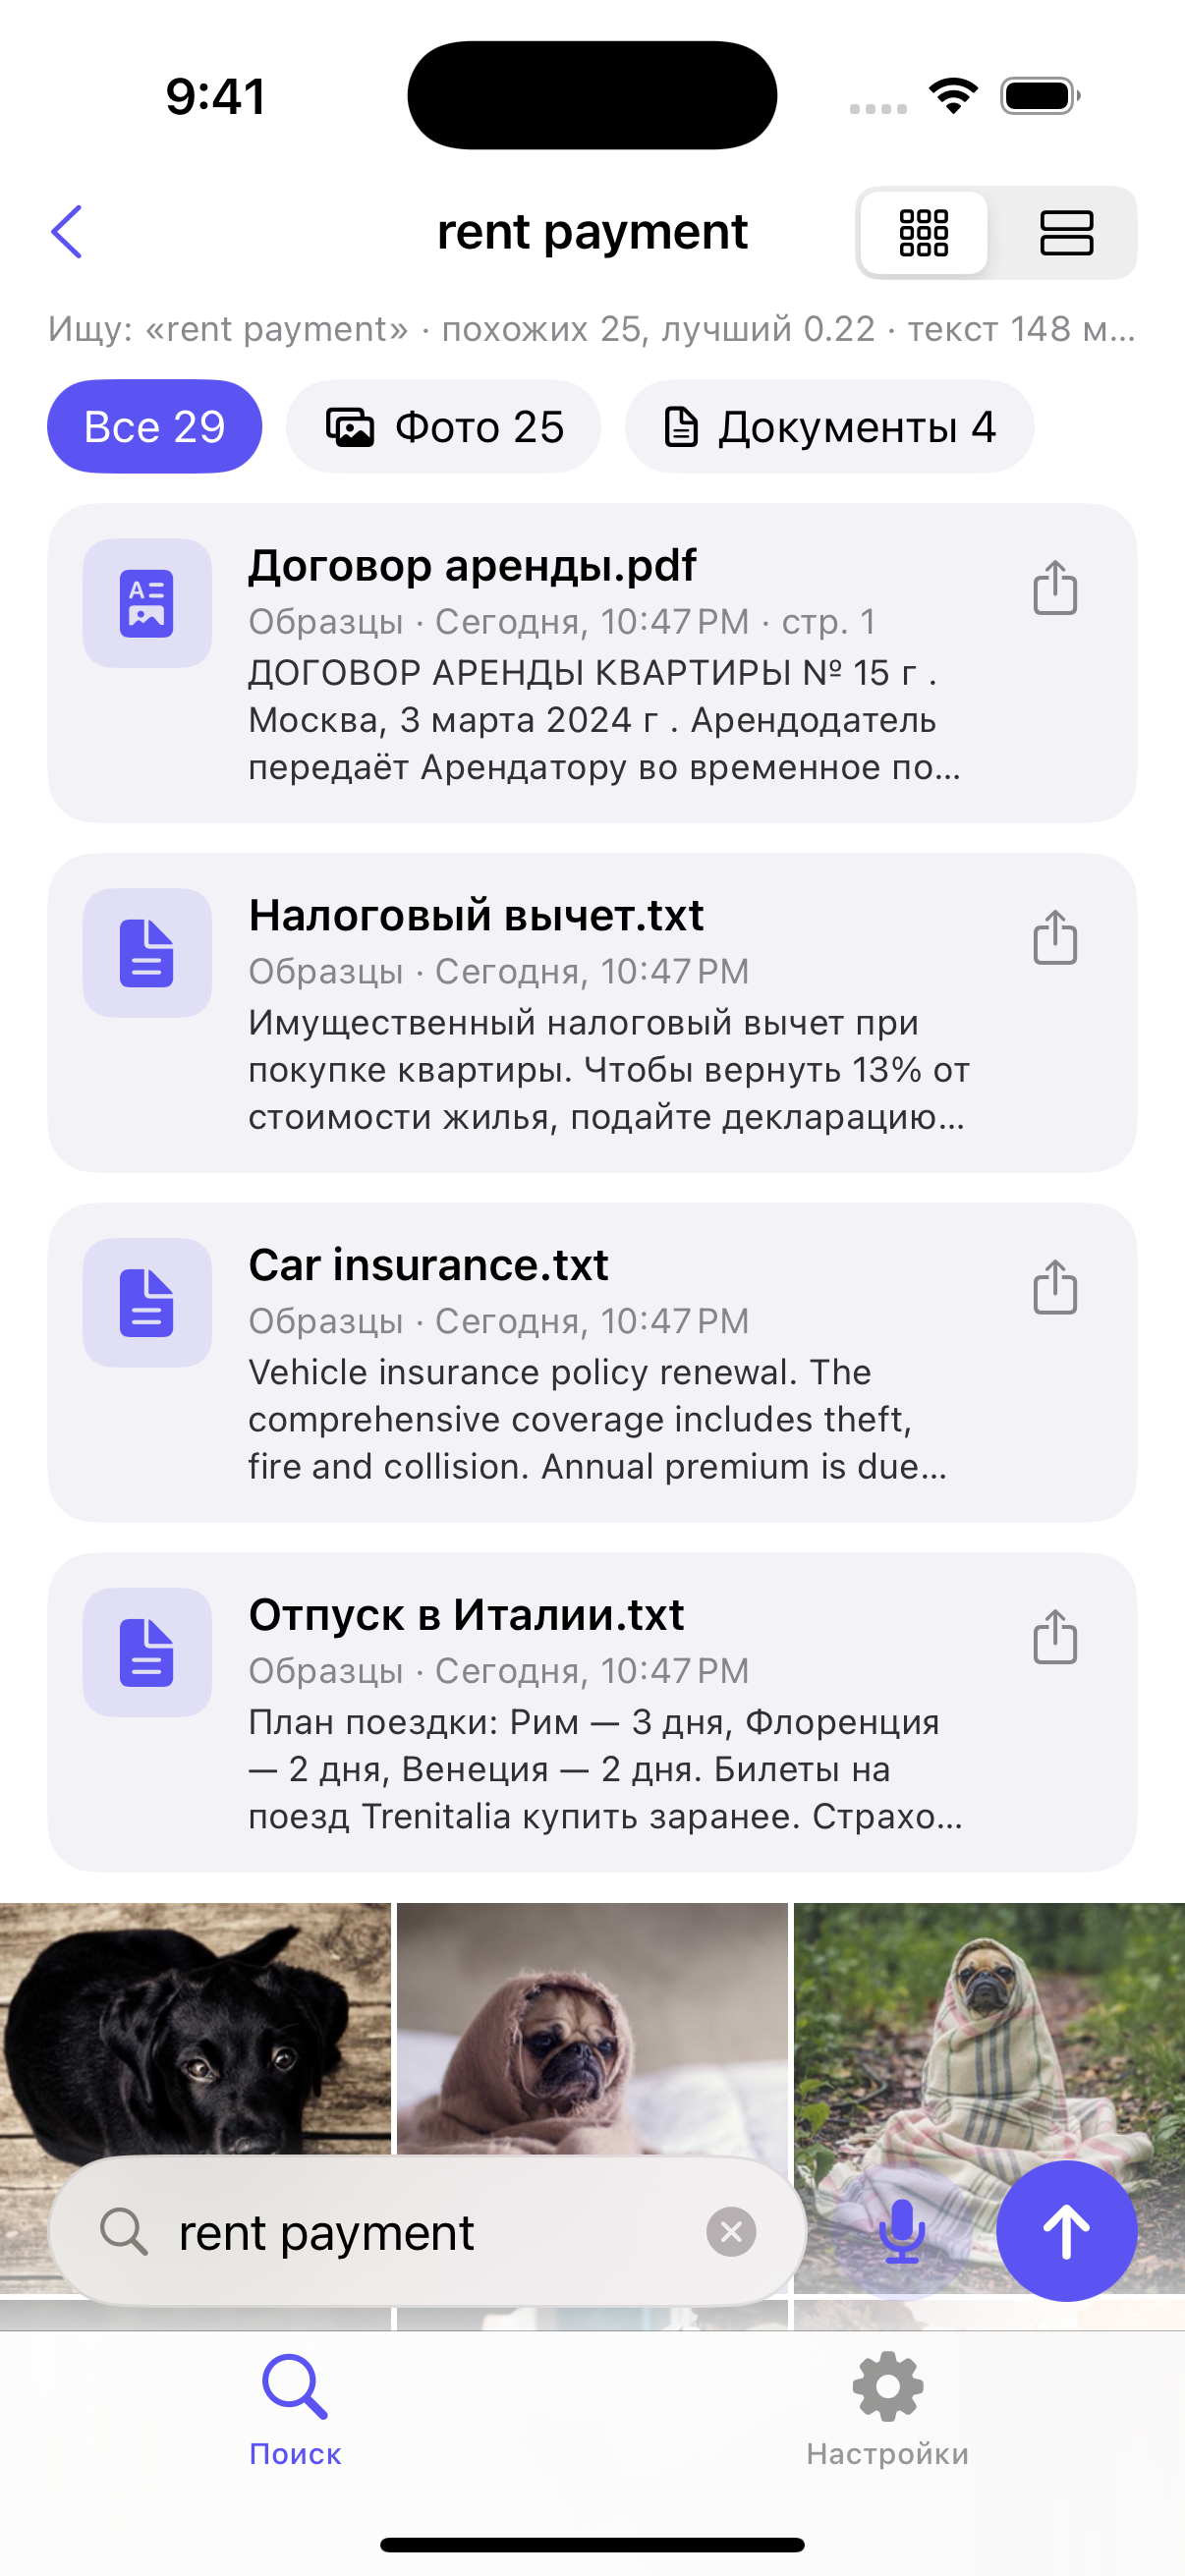 9:41
rent payment
Ищу: «rent payment» · похожих 25, лучший 0.22 · текст 148 м...
Все 29
Фото 25
Документы 4
Договор аренды.pdf
Образцы · Сегодня, 10:47 PM · стр. 1
ДОГОВОР АРЕНДЫ КВАРТИРЫ № 15 г .
Москва, 3 марта 2024 г . Арендодатель
передаёт Арендатору во временное по...
Налоговый вычет.txt
Образцы · Сегодня, 10:47 PM
Имущественный налоговый вычет при
покупке квартиры. Чтобы вернуть 13% от
стоимости жилья, подайте декларацию...
Car insurance.txt
Образцы · Сегодня, 10:47 PM
Vehicle insurance policy renewal. The
comprehensive coverage includes theft,
fire and collision. Annual premium is due...
Отпуск в Италии.txt
Образцы · Сегодня, 10:47 PM
План поездки: Рим — 3 дня, Флоренция
— 2 дня, Венеция — 2 дня. Билеты на
поезд Trenitalia купить заранее. Страхо...
rent payment
Поиск
Настройки